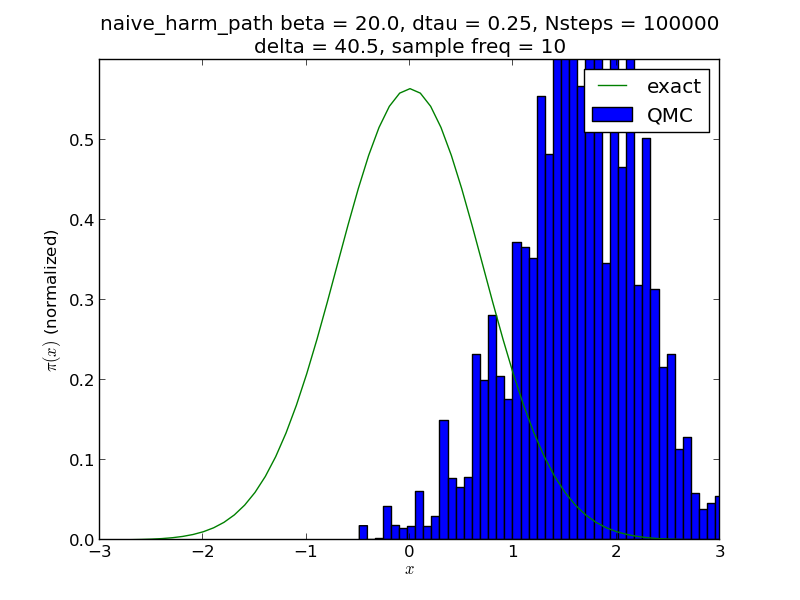 naive_harm_path beta = 20.0, dtau = 0.25, Nsteps = 100000
delta = 40.5, sample freq = 10
exact
QMC
π(x) (normalized)
0.5
0.4
0.3
0.2
0.1
0.0
−3
−2
−1
0
1
2
3
x